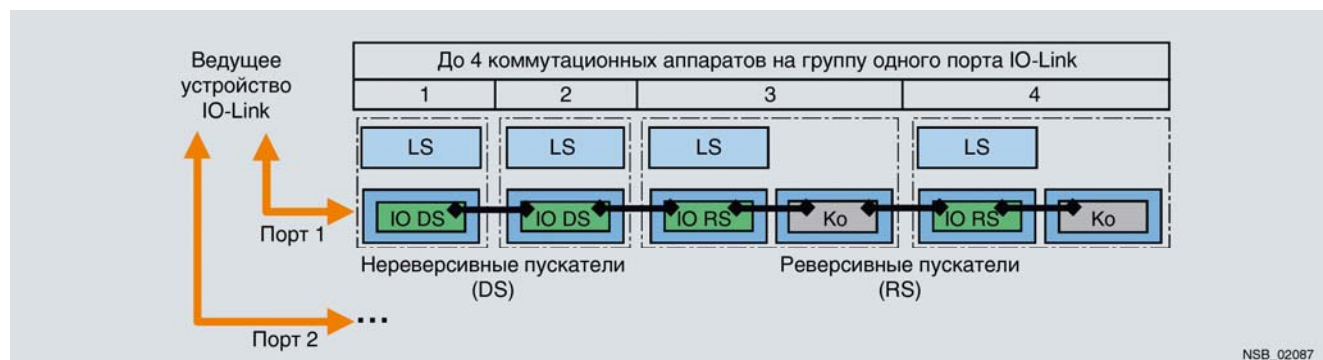 Ведущее
устройство
IO-Link
До 4 коммутационных аппаратов на группу одного порта IO-Link
1 2 3 4
LS LS LS LS
IO DS IO DS IO RS Ko IO RS Ko
Порт 1
Нереверсивные пускатели
(DS)
Реверсивные пускатели
(RS)
Порт 2
...
NSB_02087